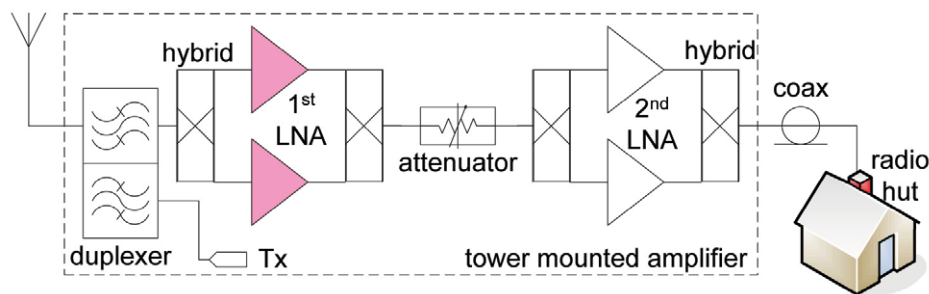 hybrid
hybrid
1st
LNA
2nd
LNA
coax
attenuator
radio
hut
duplexer
Tx
tower mounted amplifier